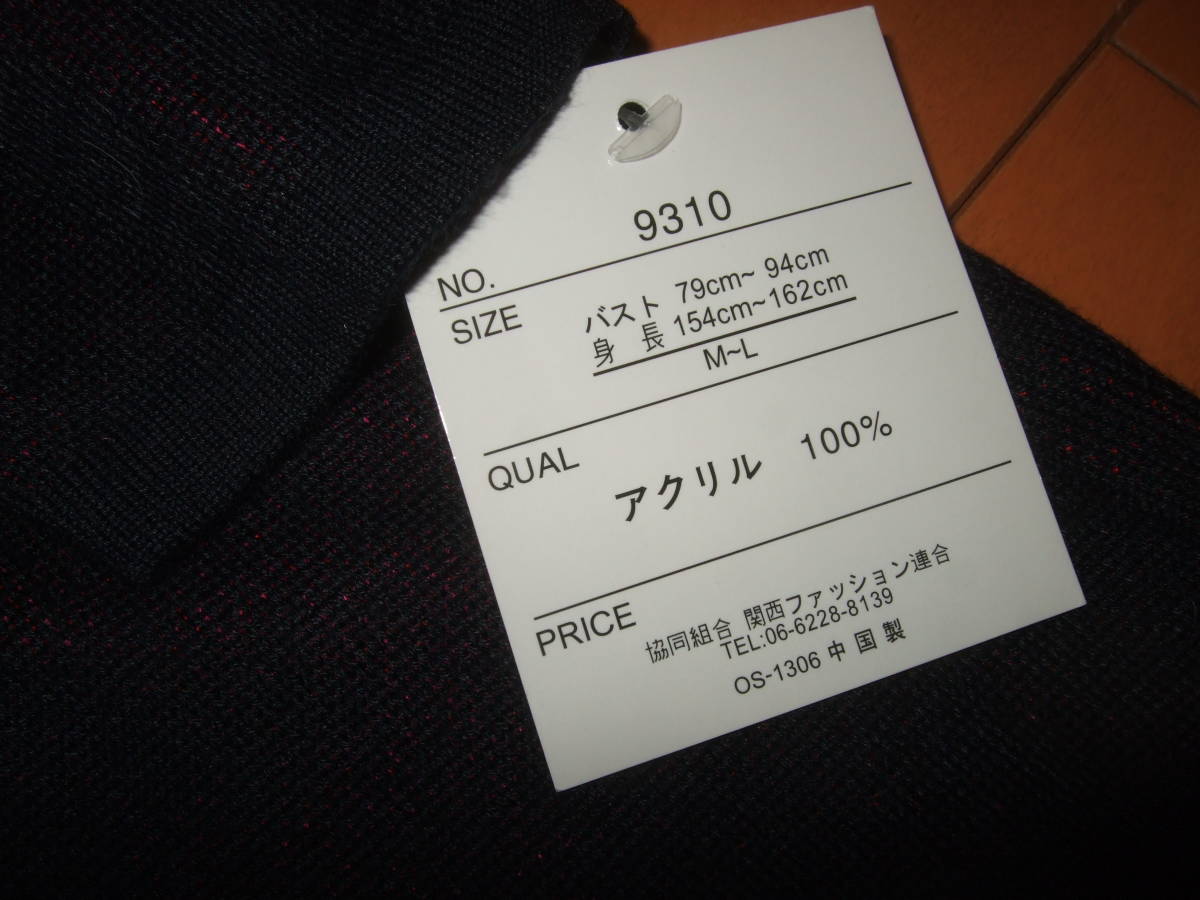 NO. 9310
SIZE バスト 79cm~ 94cm
身 長 154cm~162cm
M~L
QUAL アクリル 100%
PRICE
協同組合 関西ファッション連合
TEL:06-6228-8139
OS-1306 中 国 製